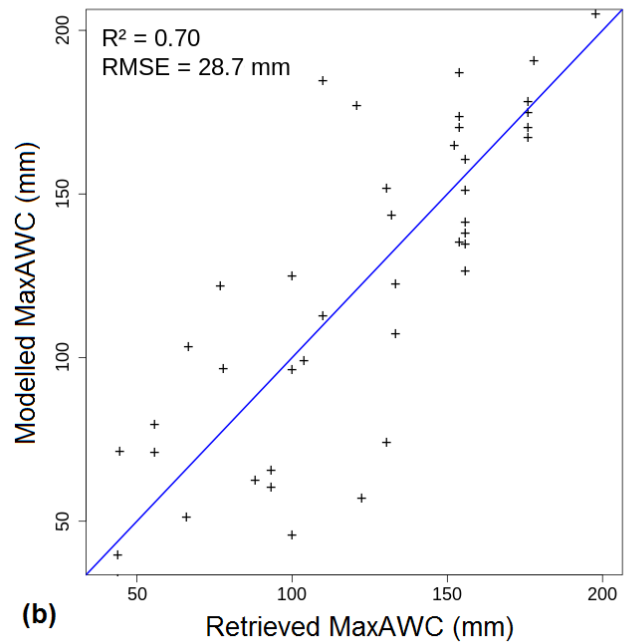 R² = 0.70
RMSE = 28.7 mm
Modelled MaxAWC (mm)
200
150
100
50
50 100 150 200
Retrieved MaxAWC (mm)
(b)